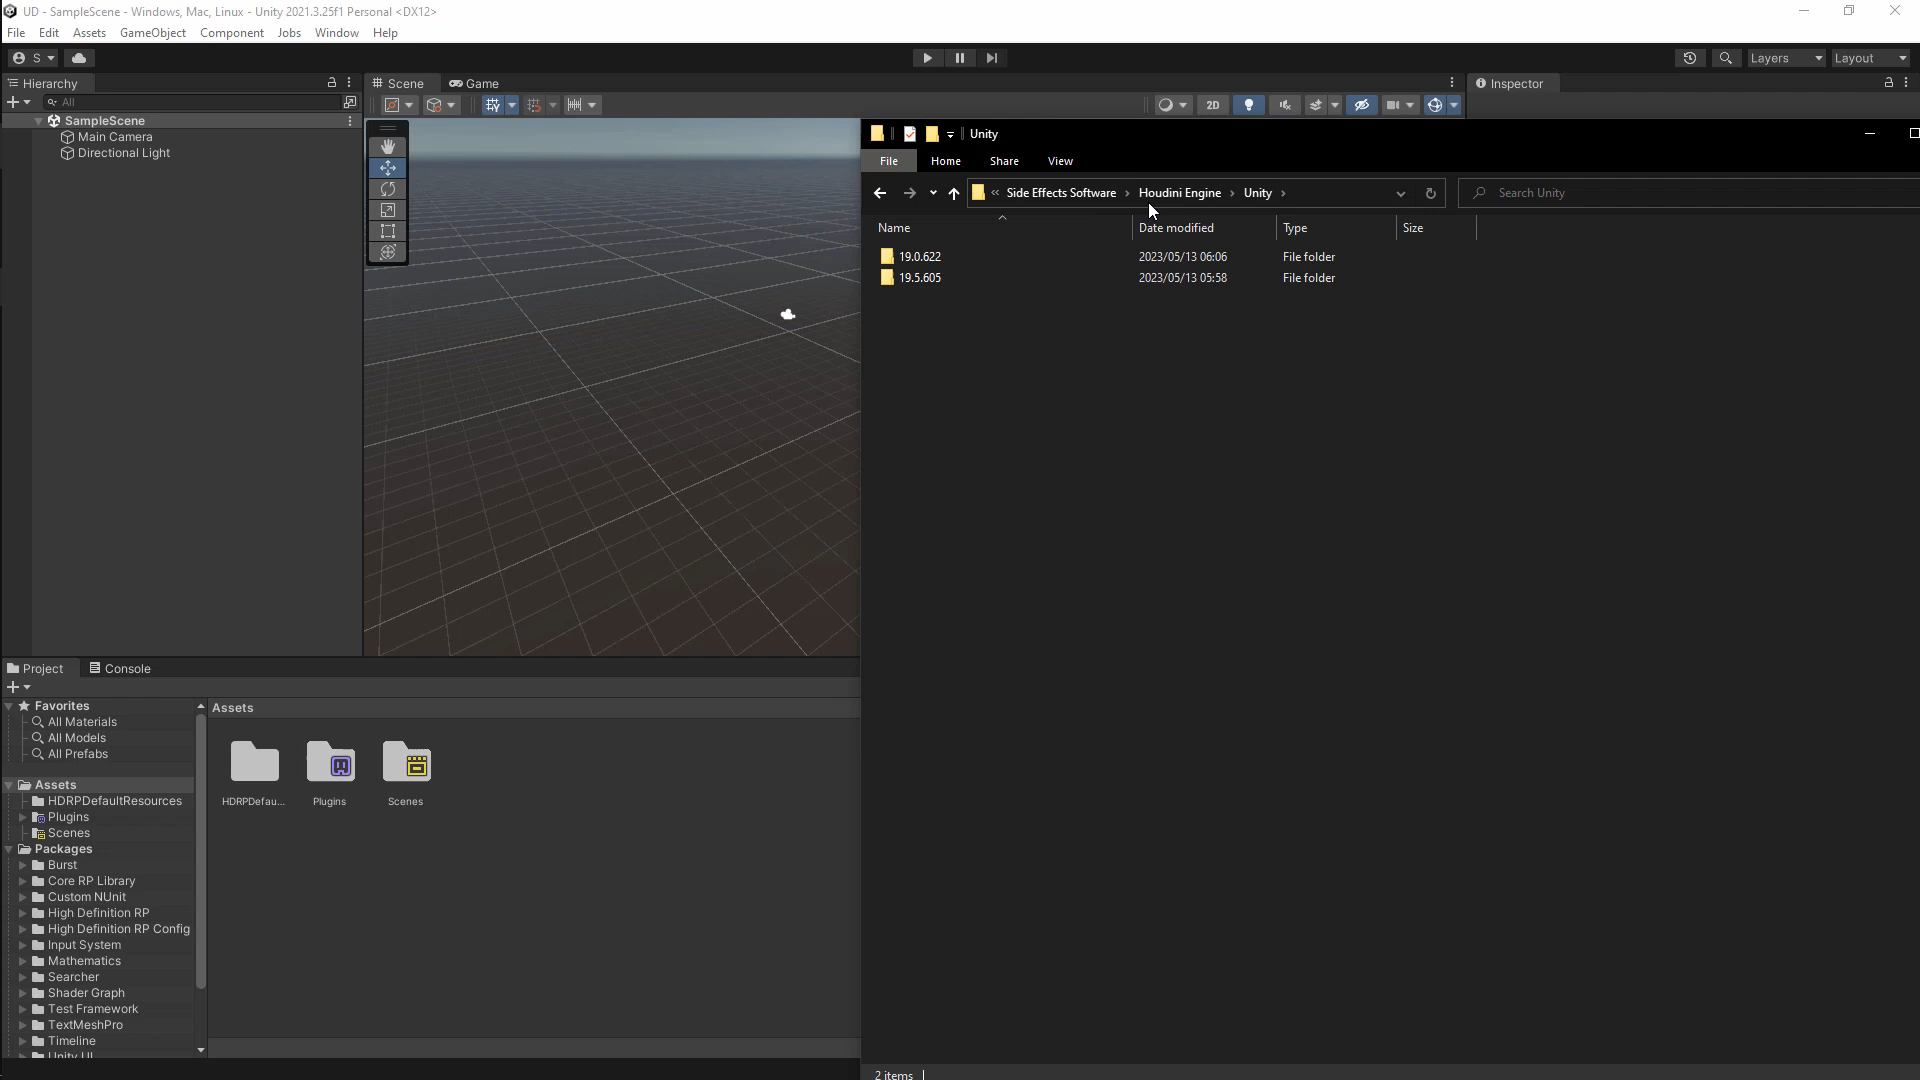 UD - SampleScene - Windows, Mac, Linux - Unity 2021.3.25f1 Personal <DX12>
File Edit Assets GameObject Component Jobs Window Help
S Layers Layout
Hierarchy Scene Game Inspector
All 2D
SampleScene
Main Camera
Directional Light
Unity
File Home Share View
« Side Effects Software › Houdini Engine › Unity › Search Unity
Name Date modified Type Size
19.0.622 2023/05/13 06:06 File folder
19.5.605 2023/05/13 05:58 File folder
Project Console
Favorites
All Materials
All Models
All Prefabs
Assets
HDRPDefaultResources
Plugins
Scenes
Packages
Burst
Core RP Library
Custom NUnit
High Definition RP
High Definition RP Config
Input System
Mathematics
Searcher
Shader Graph
Test Framework
TextMeshPro
Timeline
Unity UI
Assets
HDRPDefau... Plugins Scenes
2 items